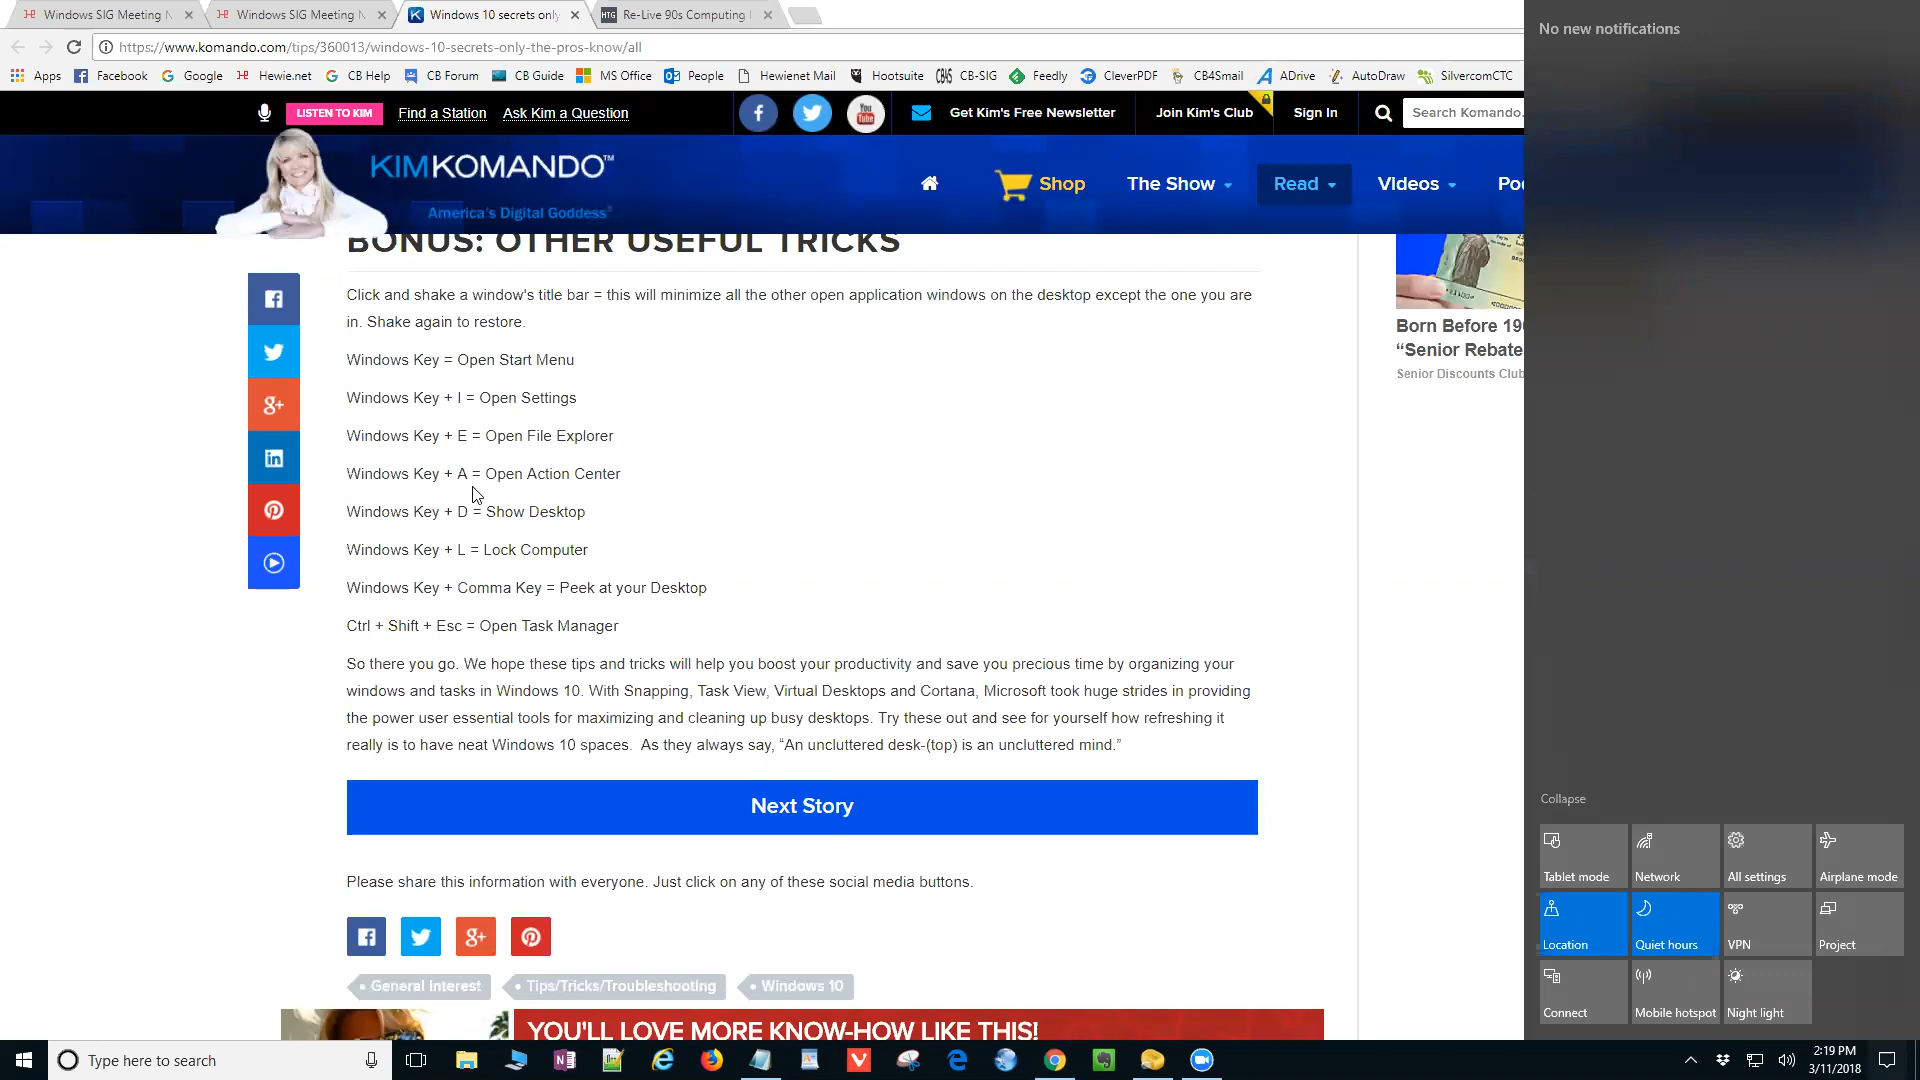 Windows SIG Meeting N
Windows SIG Meeting N
Windows 10 secrets only
HTG Re-Live 90s Computing
https://www.komando.com/tips/360013/windows-10-secrets-only-the-pros-know/all
Apps Facebook Google Hewie.net CB Help CB Forum CB Guide MS Office People Hewienet Mail Hootsuite CB-SIG Feedly CleverPDF CB4Smail ADrive AutoDraw SilvercomCTC
LISTEN TO KIM Find a Station Ask Kim a Question You Tube Get Kim's Free Newsletter Join Kim's Club Sign In Search Komando.
KIMKOMANDO™
America's Digital Goddess®
Shop The Show Read Videos Po
BONUS: OTHER USEFUL TRICKS
Click and shake a window's title bar = this will minimize all the other open application windows on the desktop except the one you are
in. Shake again to restore.
Windows Key = Open Start Menu
Windows Key + I = Open Settings
Windows Key + E = Open File Explorer
Windows Key + A = Open Action Center
Windows Key + D = Show Desktop
Windows Key + L = Lock Computer
Windows Key + Comma Key = Peek at your Desktop
Ctrl + Shift + Esc = Open Task Manager
So there you go. We hope these tips and tricks will help you boost your productivity and save you precious time by organizing your
windows and tasks in Windows 10. With Snapping, Task View, Virtual Desktops and Cortana, Microsoft took huge strides in providing
the power user essential tools for maximizing and cleaning up busy desktops. Try these out and see for yourself how refreshing it
really is to have neat Windows 10 spaces. As they always say, “An uncluttered desk-(top) is an uncluttered mind.”
Next Story
Please share this information with everyone. Just click on any of these social media buttons.
General Interest Tips/Tricks/Troubleshooting Windows 10
YOU'LL LOVE MORE KNOW-HOW LIKE THIS!
Born Before 19
“Senior Rebate
Senior Discounts Club
No new notifications
Collapse
Tablet mode Network All settings Airplane mode
Location Quiet hours VPN Project
Connect Mobile hotspot Night light
Type here to search
2:19 PM
3/11/2018